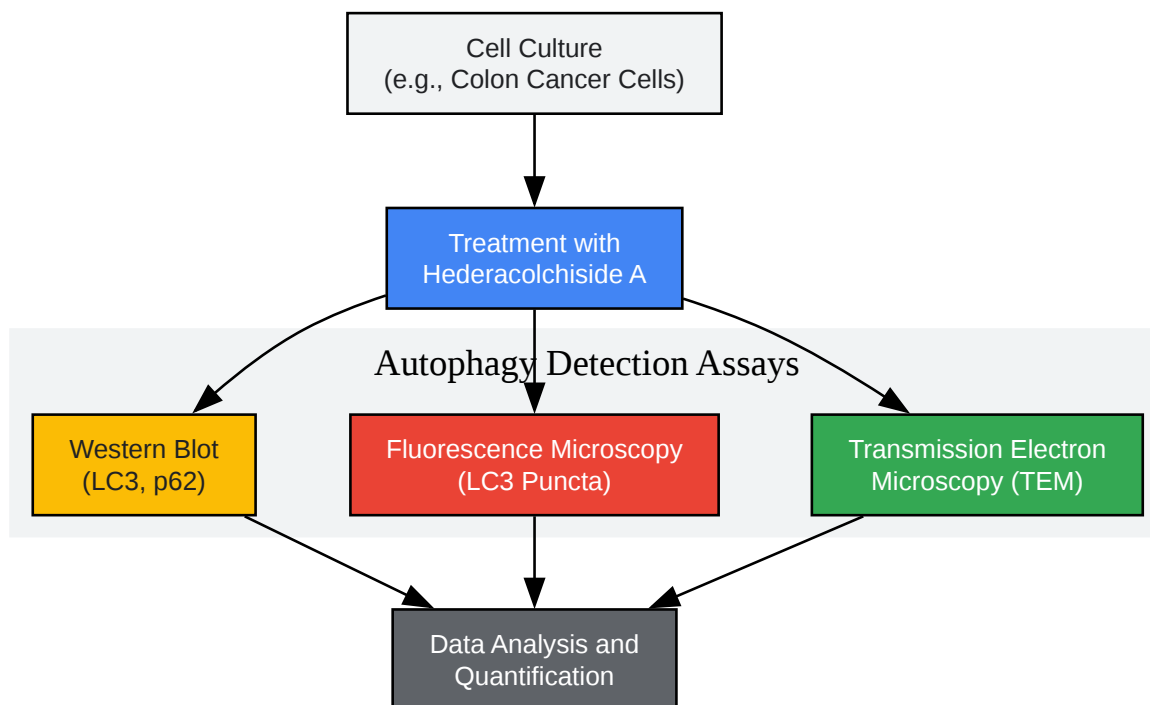 Cell Culture
(e.g., Colon Cancer Cells)
Treatment with
Hederacolchiside A
Autophagy Detection Assays
Western Blot
(LC3, p62)
Fluorescence Microscopy
(LC3 Puncta)
Transmission Electron
Microscopy (TEM)
Data Analysis and
Quantification